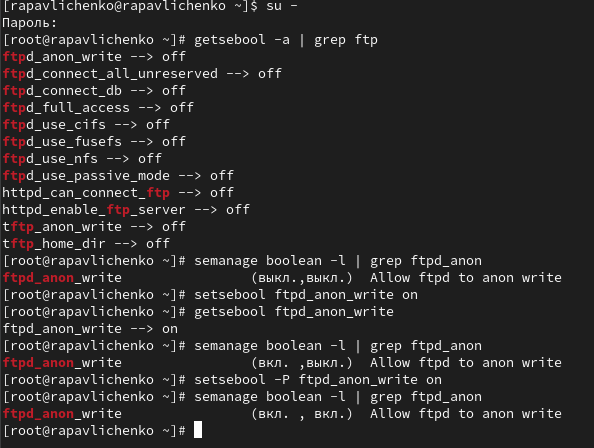 [rapavlichenko@rapavlichenko ~]$ su -
Пароль:
[root@rapavlichenko ~]# getsebool -a | grep ftp
ftpd_anon_write --> off
ftpd_connect_all_unreserved --> off
ftpd_connect_db --> off
ftpd_full_access --> off
ftpd_use_cifs --> off
ftpd_use_fusefs --> off
ftpd_use_nfs --> off
ftpd_use_passive_mode --> off
httpd_can_connect_ftp --> off
httpd_enable_ftp_server --> off
tftp_anon_write --> off
tftp_home_dir --> off
[root@rapavlichenko ~]# semanage boolean -l | grep ftpd_anon
ftpd_anon_write                (выкл.,выкл.)  Allow ftpd to anon write
[root@rapavlichenko ~]# setsebool ftpd_anon_write on
[root@rapavlichenko ~]# getsebool ftpd_anon_write
ftpd_anon_write --> on
[root@rapavlichenko ~]# semanage boolean -l | grep ftpd_anon
ftpd_anon_write                (вкл. ,выкл.)  Allow ftpd to anon write
[root@rapavlichenko ~]# setsebool -P ftpd_anon_write on
[root@rapavlichenko ~]# semanage boolean -l | grep ftpd_anon
ftpd_anon_write                (вкл. , вкл.)  Allow ftpd to anon write
[root@rapavlichenko ~]#